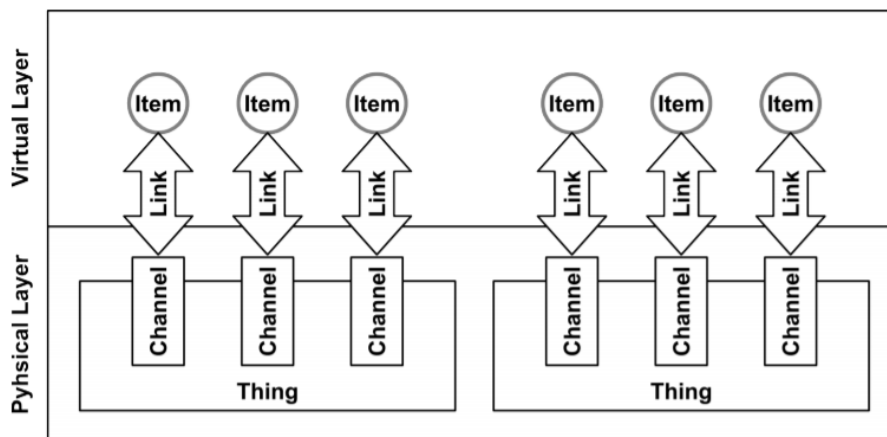 Virtual Layer
Item Item Item Item Item Item
Link Link Link Link Link Link
Pyhsical Layer
Channel Channel Channel Channel Channel Channel
Thing Thing